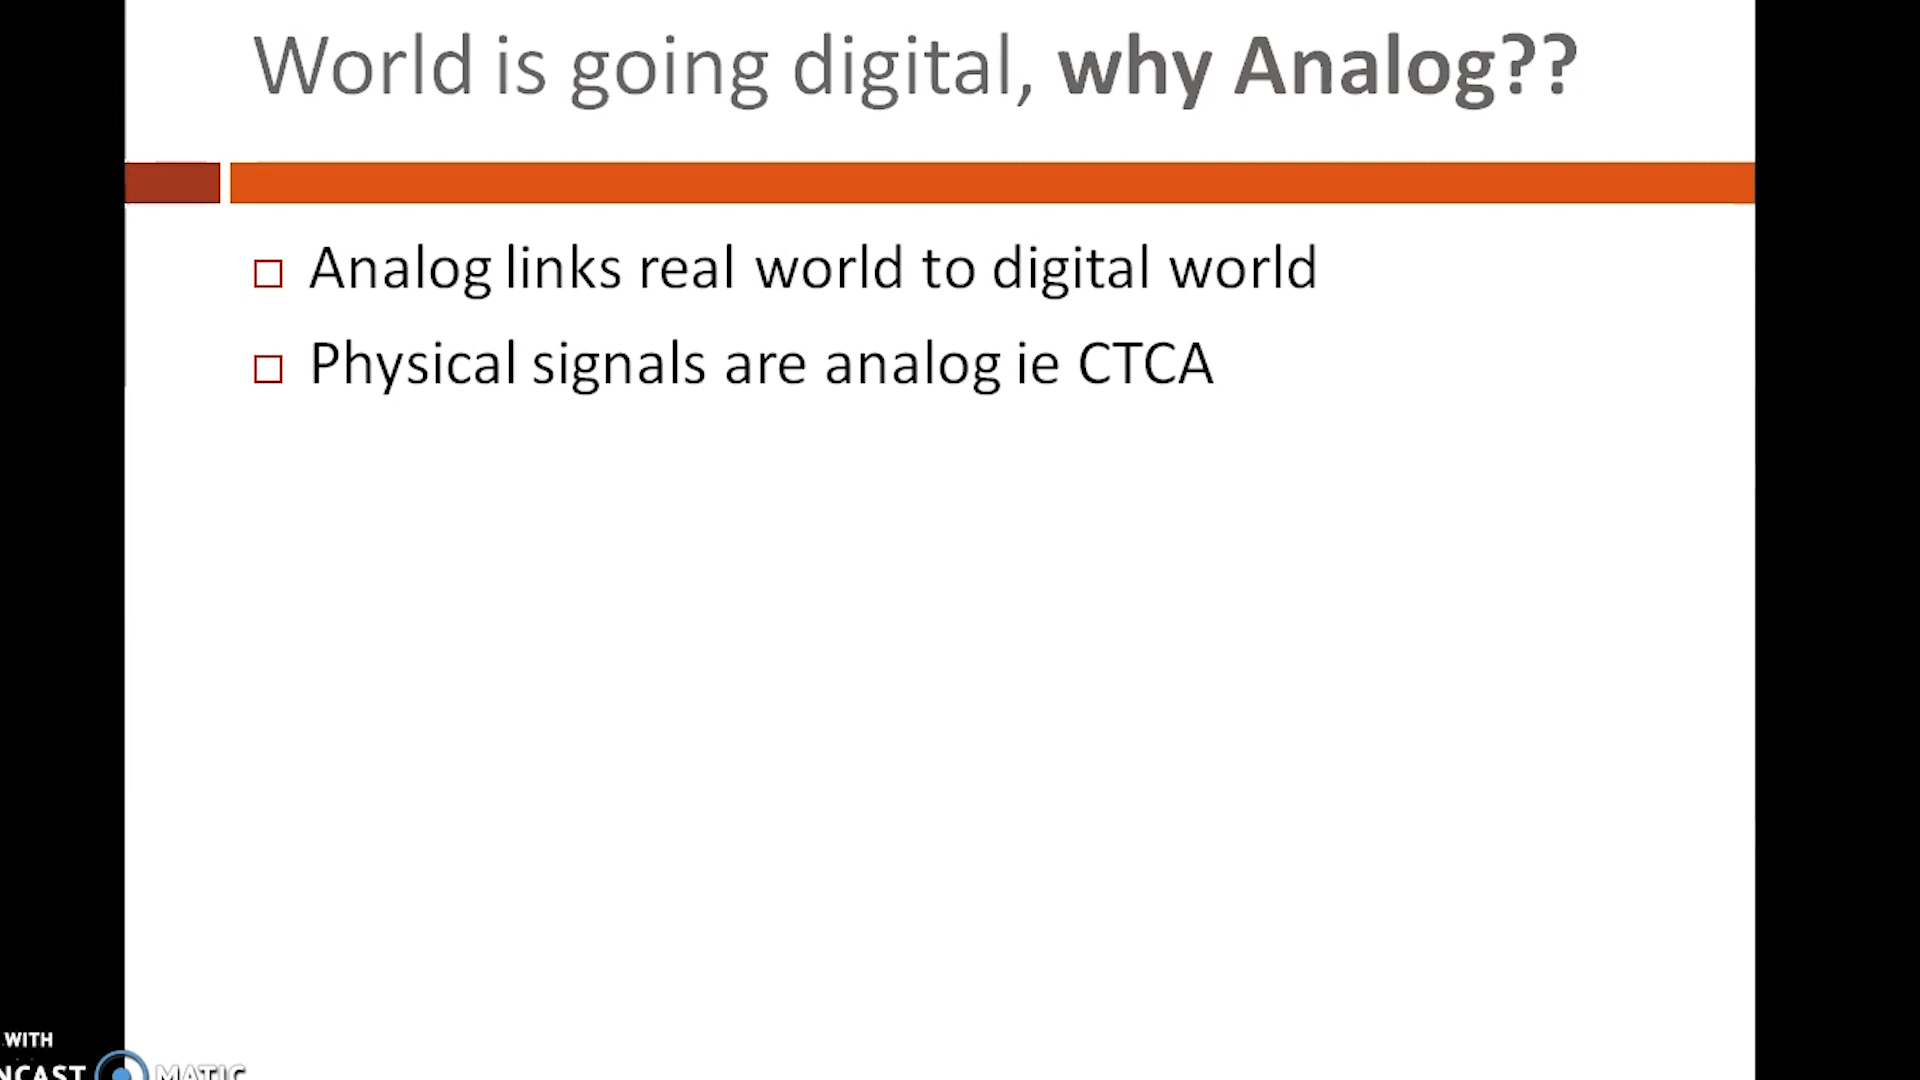 World is going digital, why Analog??
Analog links real world to digital world
Physical signals are analog ie CTCA
WITH
NCAST MATIC